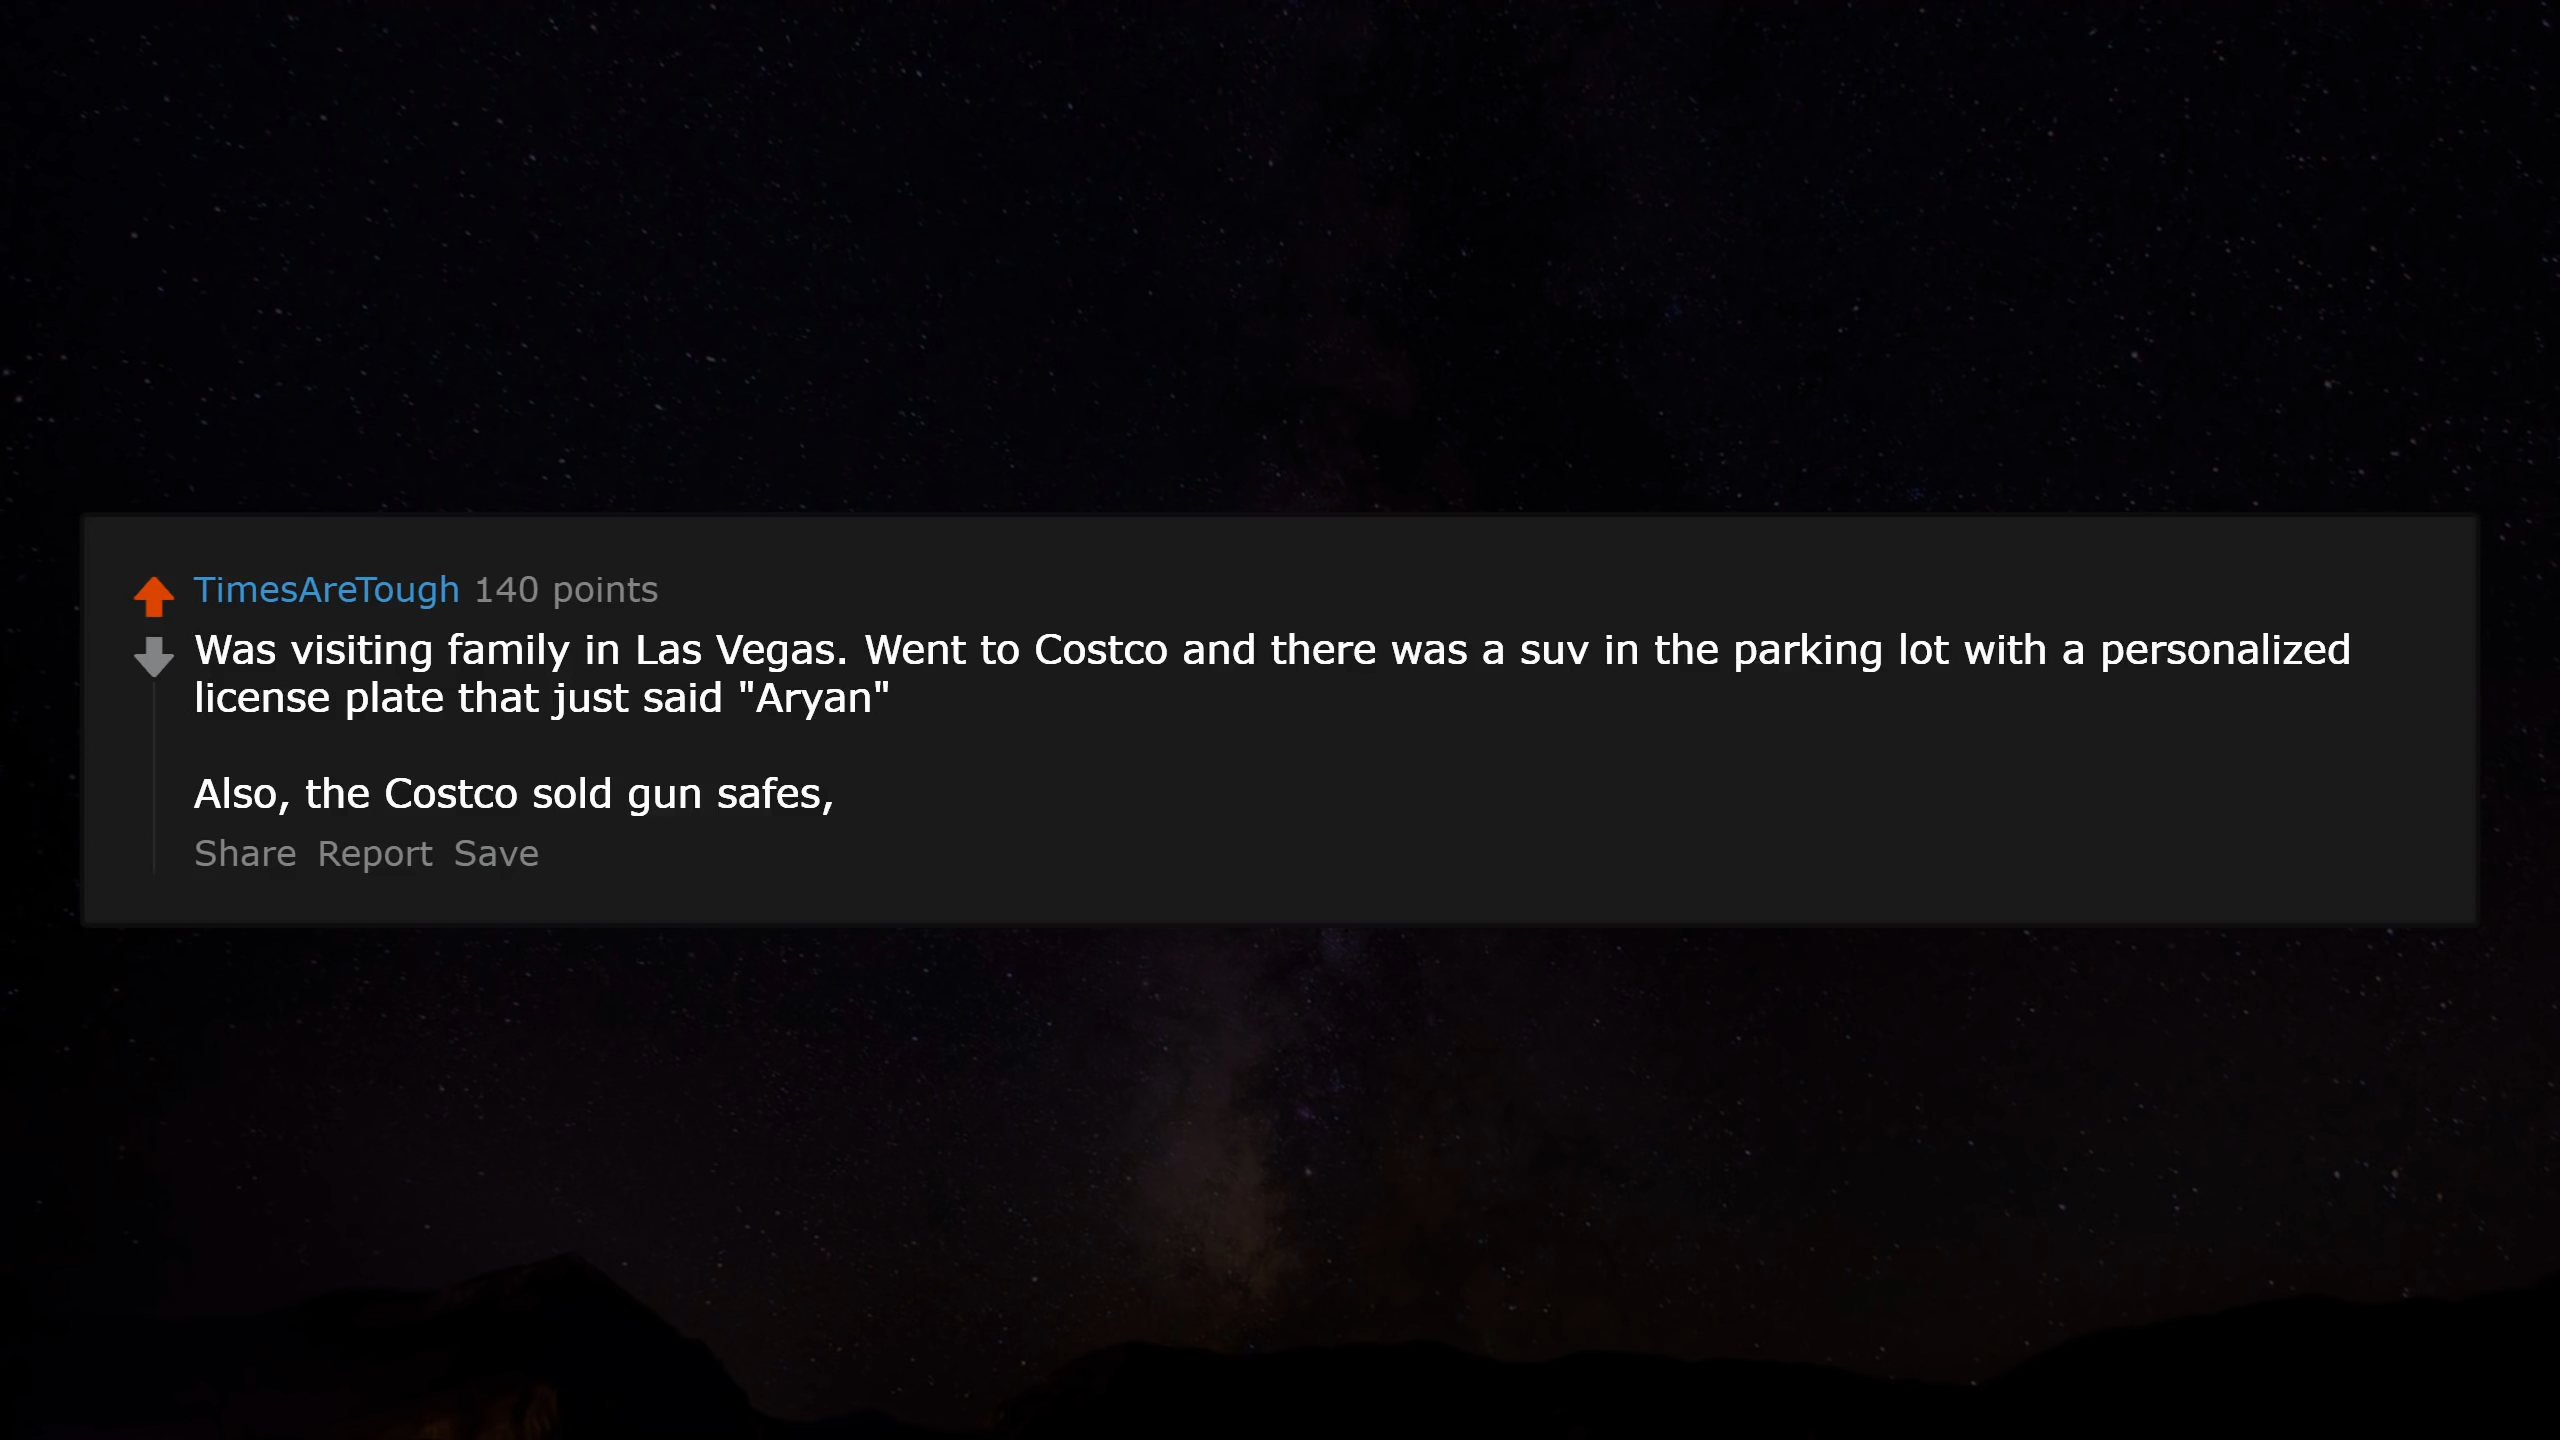 TimesAreTough 140 points
Was visiting family in Las Vegas. Went to Costco and there was a suv in the parking lot with a personalized
license plate that just said "Aryan"
Also, the Costco sold gun safes,
Share Report Save